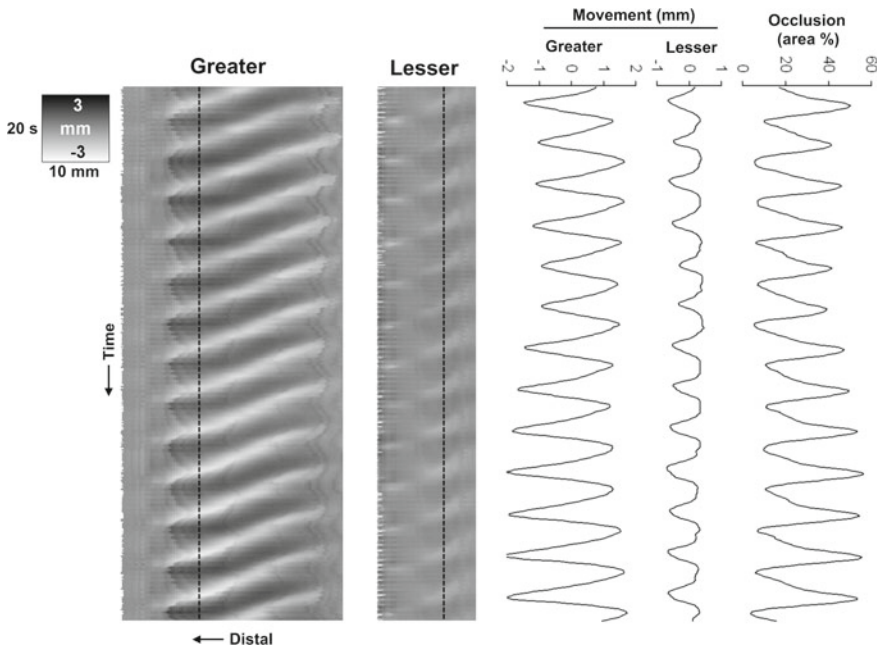 Movement (mm)
Occlusion
(area %)
Greater
Lesser
Greater
Lesser
-2
-1
0
1
2
-1
0
1
0
20
40
60
20 s
3
mm
-3
10 mm
Time
Distal